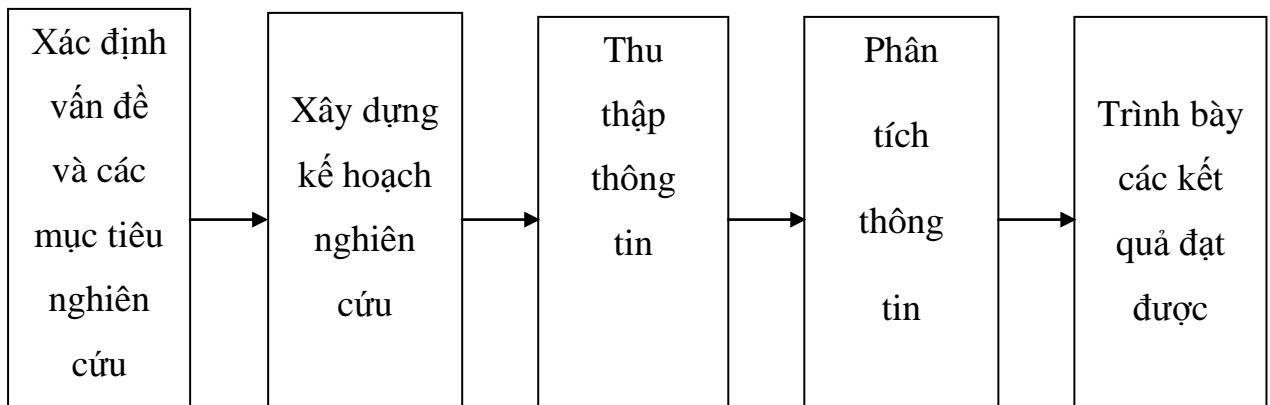 Xác định
vấn đề
và các
mục tiêu
nghiên
cứu
Xây dựng
kế hoạch
nghiên
cứu
Thu
thập
thông
tin
Phân
tích
thông
tin
Trình bày
các kết
quả đạt
được